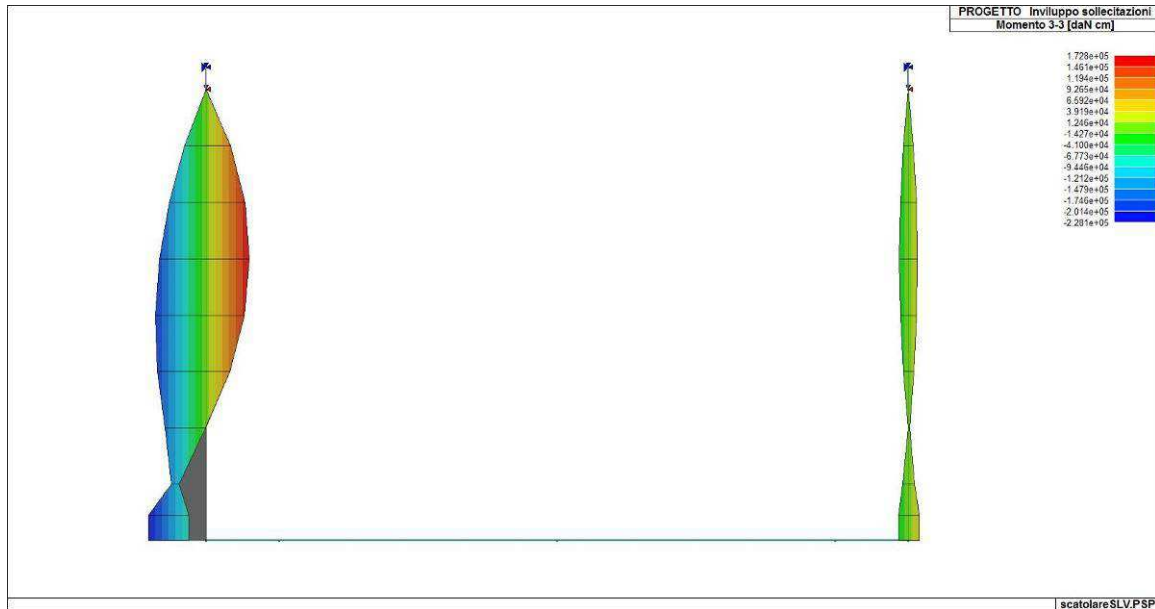 PROGETTO Inviluppo sollecitazioni
Momento 3-3 [daN cm]
1.728e+05
1.461e+05
1.194e+05
9.265e+04
6.592e+04
3.919e+04
1.246e+04
-1.427e+04
-4.100e+04
-6.773e+04
-9.446e+04
-1.212e+05
-1.479e+05
-1.746e+05
-2.014e+05
-2.281e+05
scatolareSLV.PSP